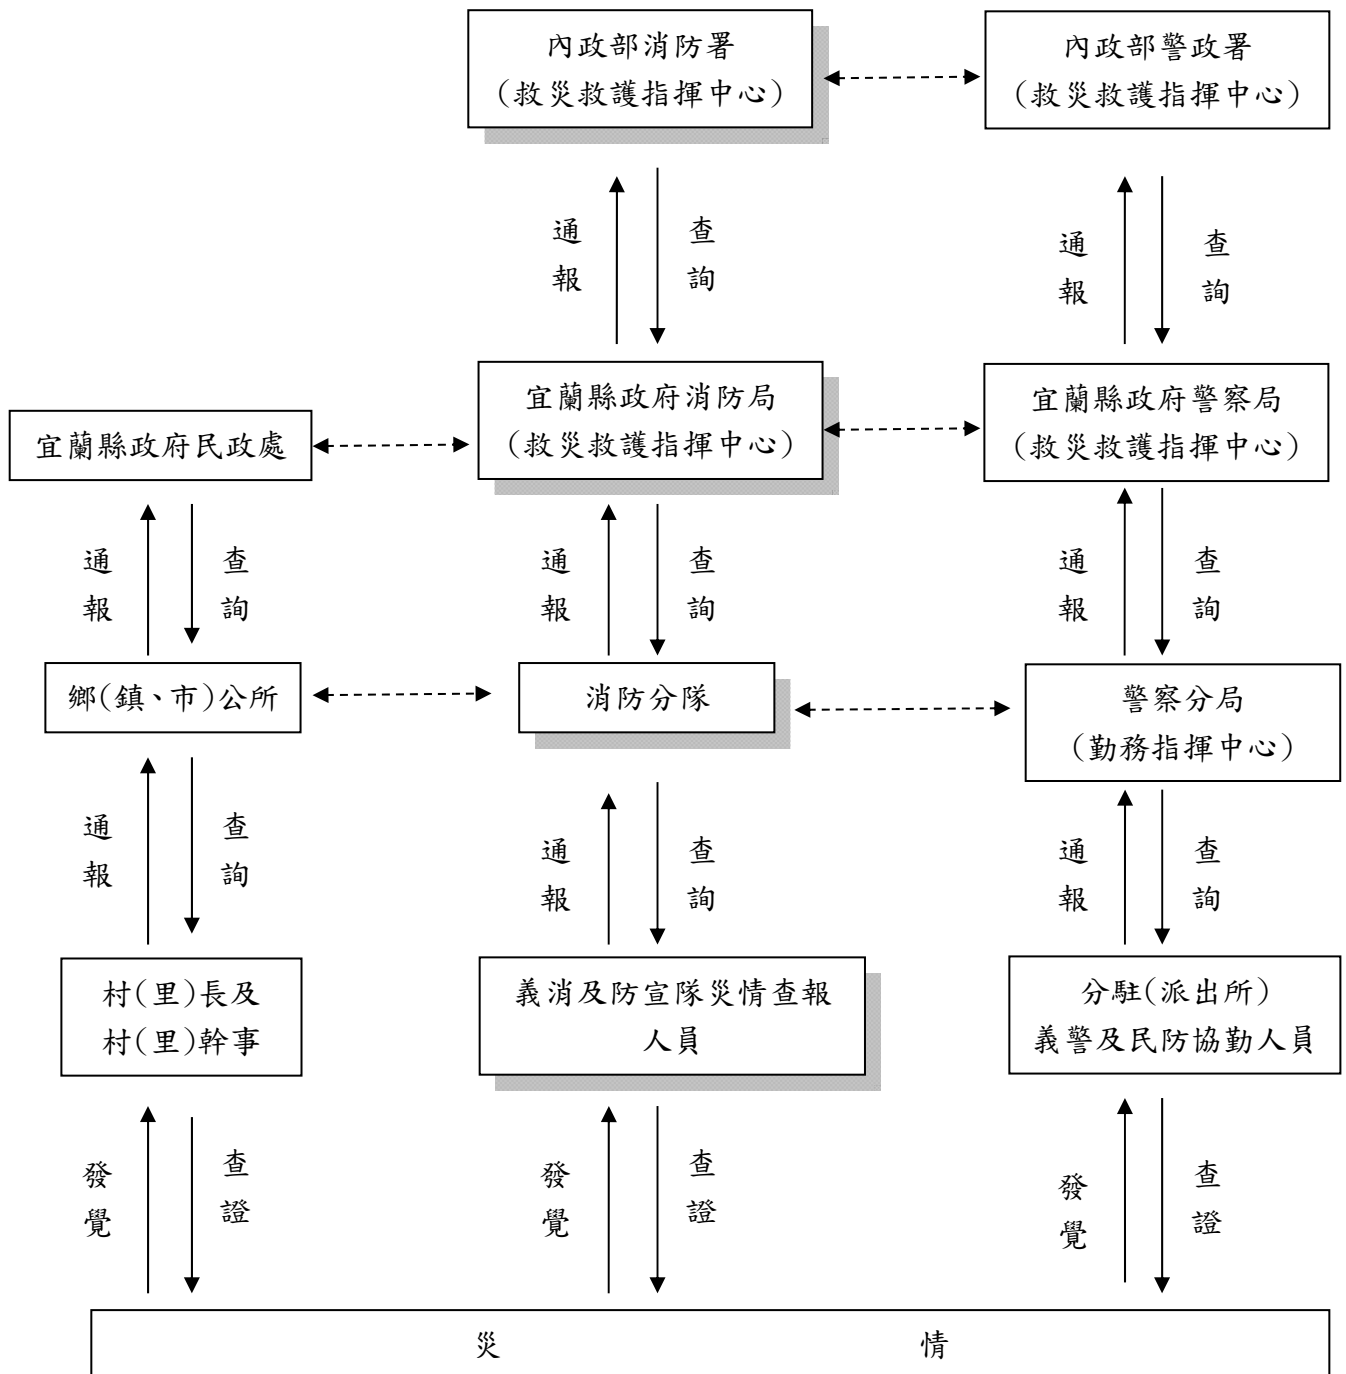 內政部消防署
(救災救護指揮中心)
內政部警政署
(救災救護指揮中心)
通報
查詢
通報
查詢
宜蘭縣政府民政處
宜蘭縣政府消防局
(救災救護指揮中心)
宜蘭縣政府警察局
(救災救護指揮中心)
通報
查詢
通報
查詢
通報
查詢
鄉(鎮、市)公所
消防分隊
警察分局
(勤務指揮中心)
通報
查詢
通報
查詢
通報
查詢
村(里)長及
村(里)幹事
義消及防宣隊災情查報
人員
分駐(派出所)
義警及民防協勤人員
發覺
查證
發覺
查證
發覺
查證
災 情